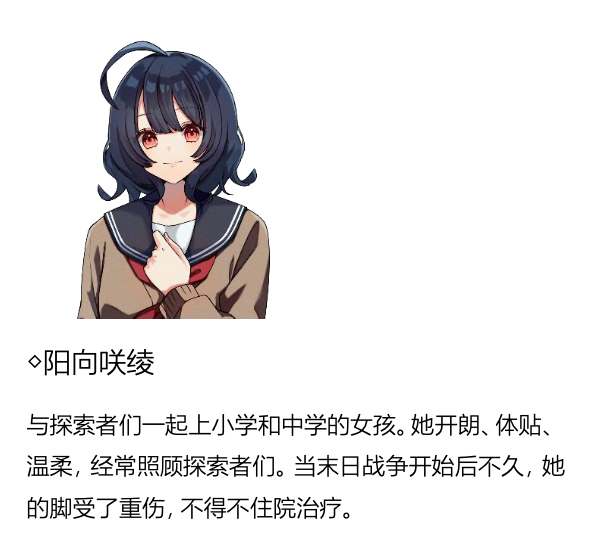 ◇阳向咲绫
与探索者们一起上小学和中学的女孩。她开朗、体贴、
温柔，经常照顾探索者们。当末日战争开始后不久，她
的脚受了重伤，不得不住院治疗。